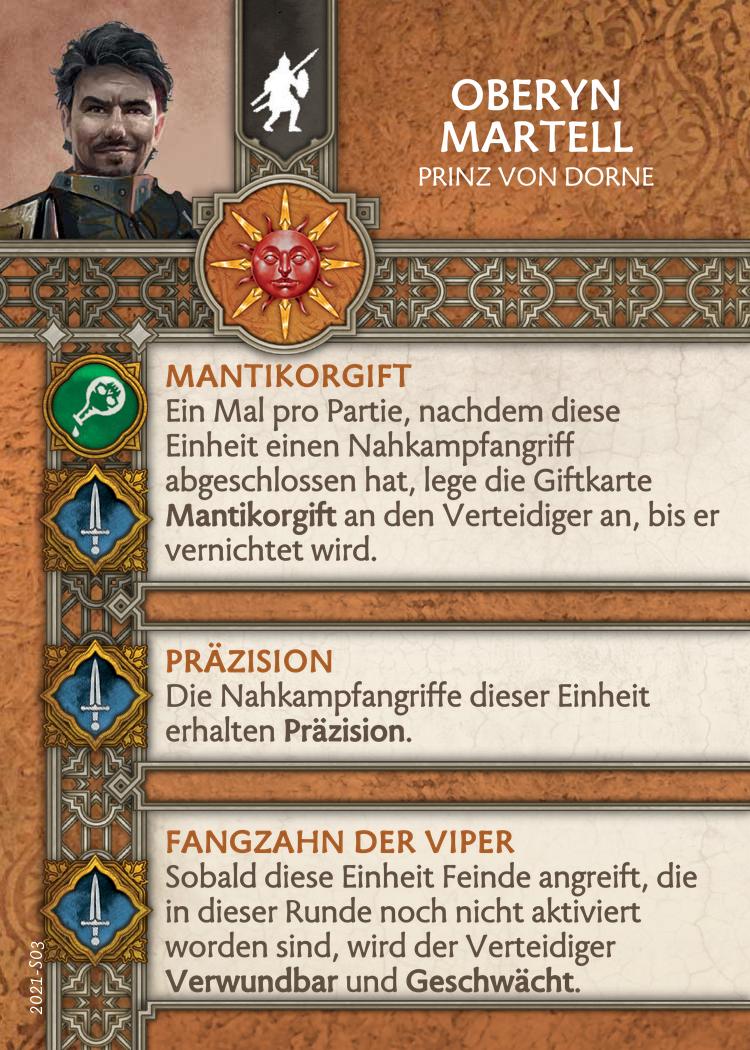 OBERYN
MARTELL
PRINZ VON DORNE
MANTIKORGIFT
Ein Mal pro Partie, nachdem diese
Einheit einen Nahkampfangriff
abgeschlossen hat, lege die Giftkarte
Mantikorgift an den Verteidiger an, bis er
vernichtet wird.
PRÄZISION
Die Nahkampfangriffe dieser Einheit
erhalten Präzision.
FANGZAHN DER VIPER
Sobald diese Einheit Feinde angreift, die
in dieser Runde noch nicht aktiviert
worden sind, wird der Verteidiger
Verwundbar und Geschwächt.
2021-S03